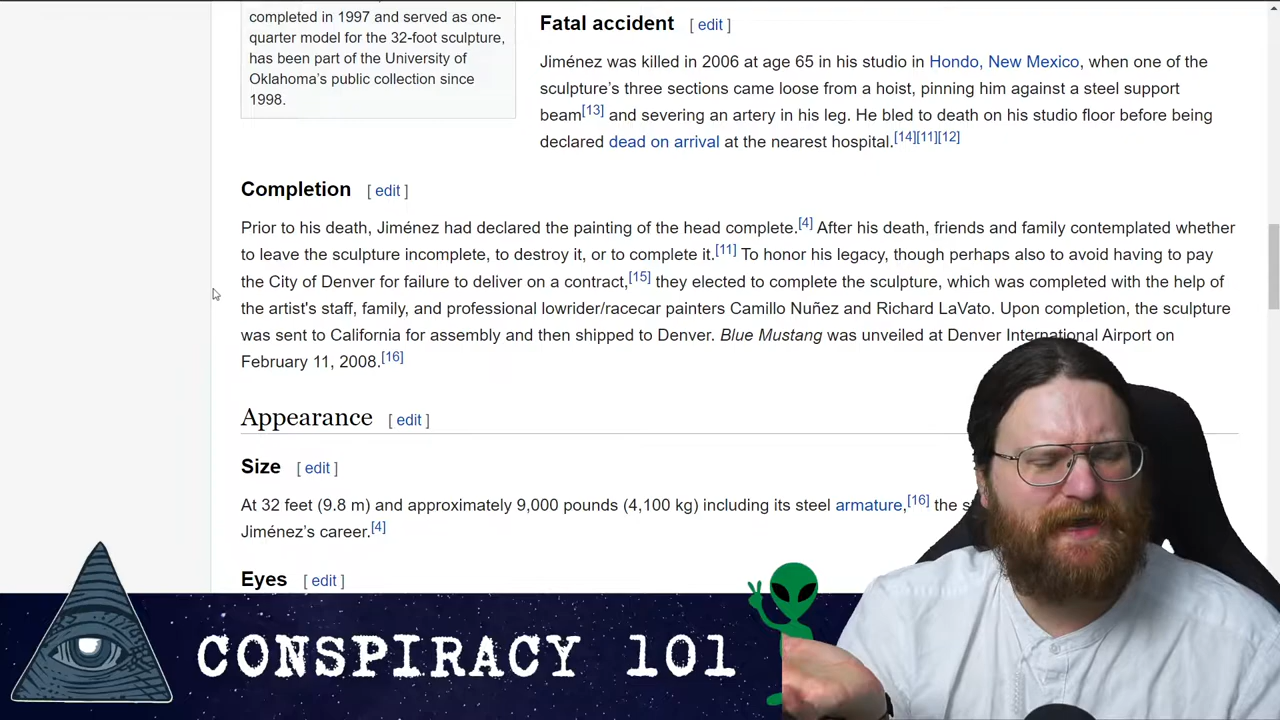 completed in 1997 and served as one-
quarter model for the 32-foot sculpture,
has been part of the University of
Oklahoma's public collection since
1998.
Fatal accident [ edit ]
Jiménez was killed in 2006 at age 65 in his studio in Hondo, New Mexico, when one of the
sculpture's three sections came loose from a hoist, pinning him against a steel support
beam[13] and severing an artery in his leg. He bled to death on his studio floor before being
declared dead on arrival at the nearest hospital.[14][11][12]
Completion [ edit ]
Prior to his death, Jiménez had declared the painting of the head complete.[4] After his death, friends and family contemplated whether
to leave the sculpture incomplete, to destroy it, or to complete it.[11] To honor his legacy, though perhaps also to avoid having to pay
the City of Denver for failure to deliver on a contract,[15] they elected to complete the sculpture, which was completed with the help of
the artist's staff, family, and professional lowrider/racecar painters Camillo Nuñez and Richard LaVato. Upon completion, the sculpture
was sent to California for assembly and then shipped to Denver. Blue Mustang was unveiled at Denver International Airport on
February 11, 2008.[16]
Appearance [ edit ]
Size [ edit ]
At 32 feet (9.8 m) and approximately 9,000 pounds (4,100 kg) including its steel armature,[16] the
Jiménez's career.[4]
Eyes [ edit ]
CONSPIRACY 101